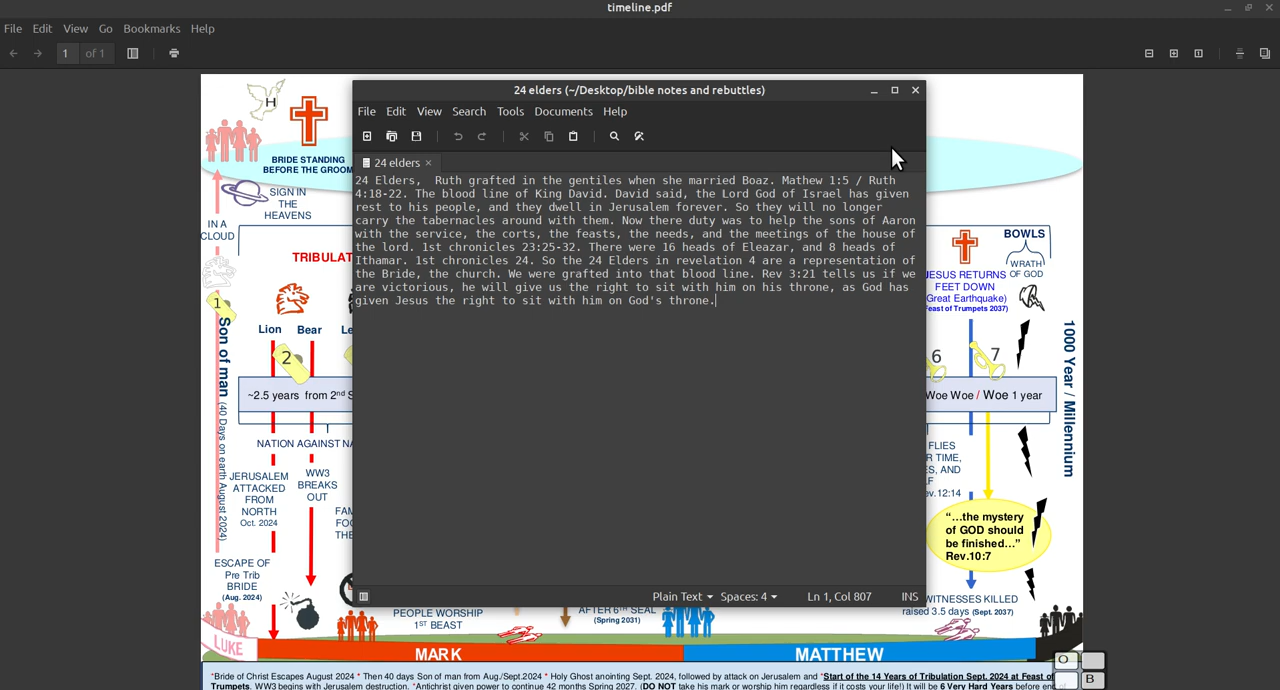 timeline.pdf
File Edit View Go Bookmarks Help
1 of 1
24 elders (~/Desktop/bible notes and rebuttles)
File Edit View Search Tools Documents Help
24 elders
24 Elders,  Ruth grafted in the gentiles when she married Boaz. Mathew 1:5 / Ruth
4:18-22. The blood line of King David. David said, the Lord God of Israel has given
rest to his people, and they dwell in Jerusalem forever. So they will no longer
carry the tabernacles around with them. Now there duty was to help the sons of Aaron
with the service, the corts, the feasts, the needs, and the meetings of the house of
the lord. 1st chronicles 23:25-32. There were 16 heads of Eleazar, and 8 heads of
Ithamar. 1st chronicles 24. So the 24 Elders in revelation 4 are a representation of
the Bride, the church. We were grafted into that blood line. Rev 3:21 tells us if we
are victorious, he will give us the right to sit with him on his throne, as God has
given Jesus the right to sit with him on God's throne.
Plain Text Spaces: 4 Ln 1, Col 807 INS
H
BRIDE STANDING
BEFORE THE GROOM
SIGN IN
THE
HEAVENS
IN A
CLOUD
1
Son of man (40 Days on earth August 2024)
TRIBULAT
Lion Bear Le
2
~2.5 years from 2nd S
NATION AGAINST NA
JERUSALEM
ATTACKED
FROM
NORTH
Oct. 2024
WW3
BREAKS
OUT
FAM
FOO
THE
ESCAPE OF
Pre Trib
BRIDE
(Aug. 2024)
PEOPLE WORSHIP
1ST BEAST
AFTER 6TH SEAL
(Spring 2031)
BOWLS
WRATH
OF GOD
ESUS RETURNS
FEET DOWN
Great Earthquake)
Feast of Trumpets 2037)
6 7
Woe Woe / Woe 1 year
1000 Year / Millennium
FLIES
R TIME,
ES, AND
LF
ev.12:14
"...the mystery
of GOD should
be finished..."
Rev.10:7
WITNESSES KILLED
raised 3.5 days (Sept. 2037)
LUKE MARK MATTHEW
O
B
*Bride of Christ Escapes August 2024 * Then 40 days Son of man from Aug./Sept.2024 * Holy Ghost anointing Sept. 2024, followed by attack on Jerusalem and *Start of the 14 Years of Tribulation Sept. 2024 at Feast of
Trumpets. WW3 begins with Jerusalem destruction. *Antichrist given power to continue 42 months Spring 2027. (DO NOT take his mark or worship him regardless if it costs your life!) It will be 6 Very Hard Years before end